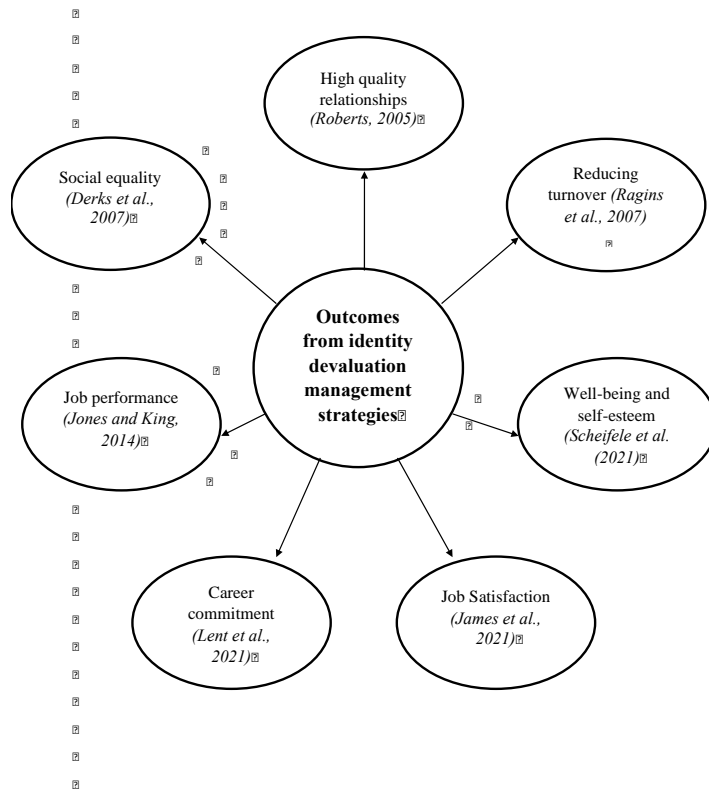 High quality
relationships
(Roberts, 2005)
Social equality
(Derks et al.,
2007)
Reducing
turnover (Ragins
et al., 2007)
Outcomes
from identity
devaluation
management
strategies
Job performance
(Jones and King,
2014)
Well-being and
self-esteem
(Scheifele et al.
(2021)
Career
commitment
(Lent et al.,
2021)
Job Satisfaction
(James et al.,
2021)